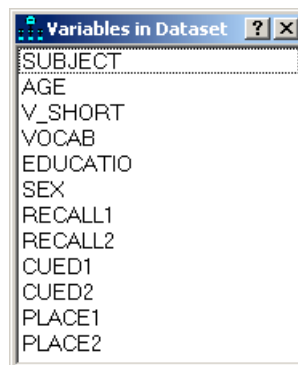 Variables in Dataset ? X
SUBJECT
AGE
V_SHORT
VOCAB
EDUCATIO
SEX
RECALL1
RECALL2
CUED1
CUED2
PLACE1
PLACE2